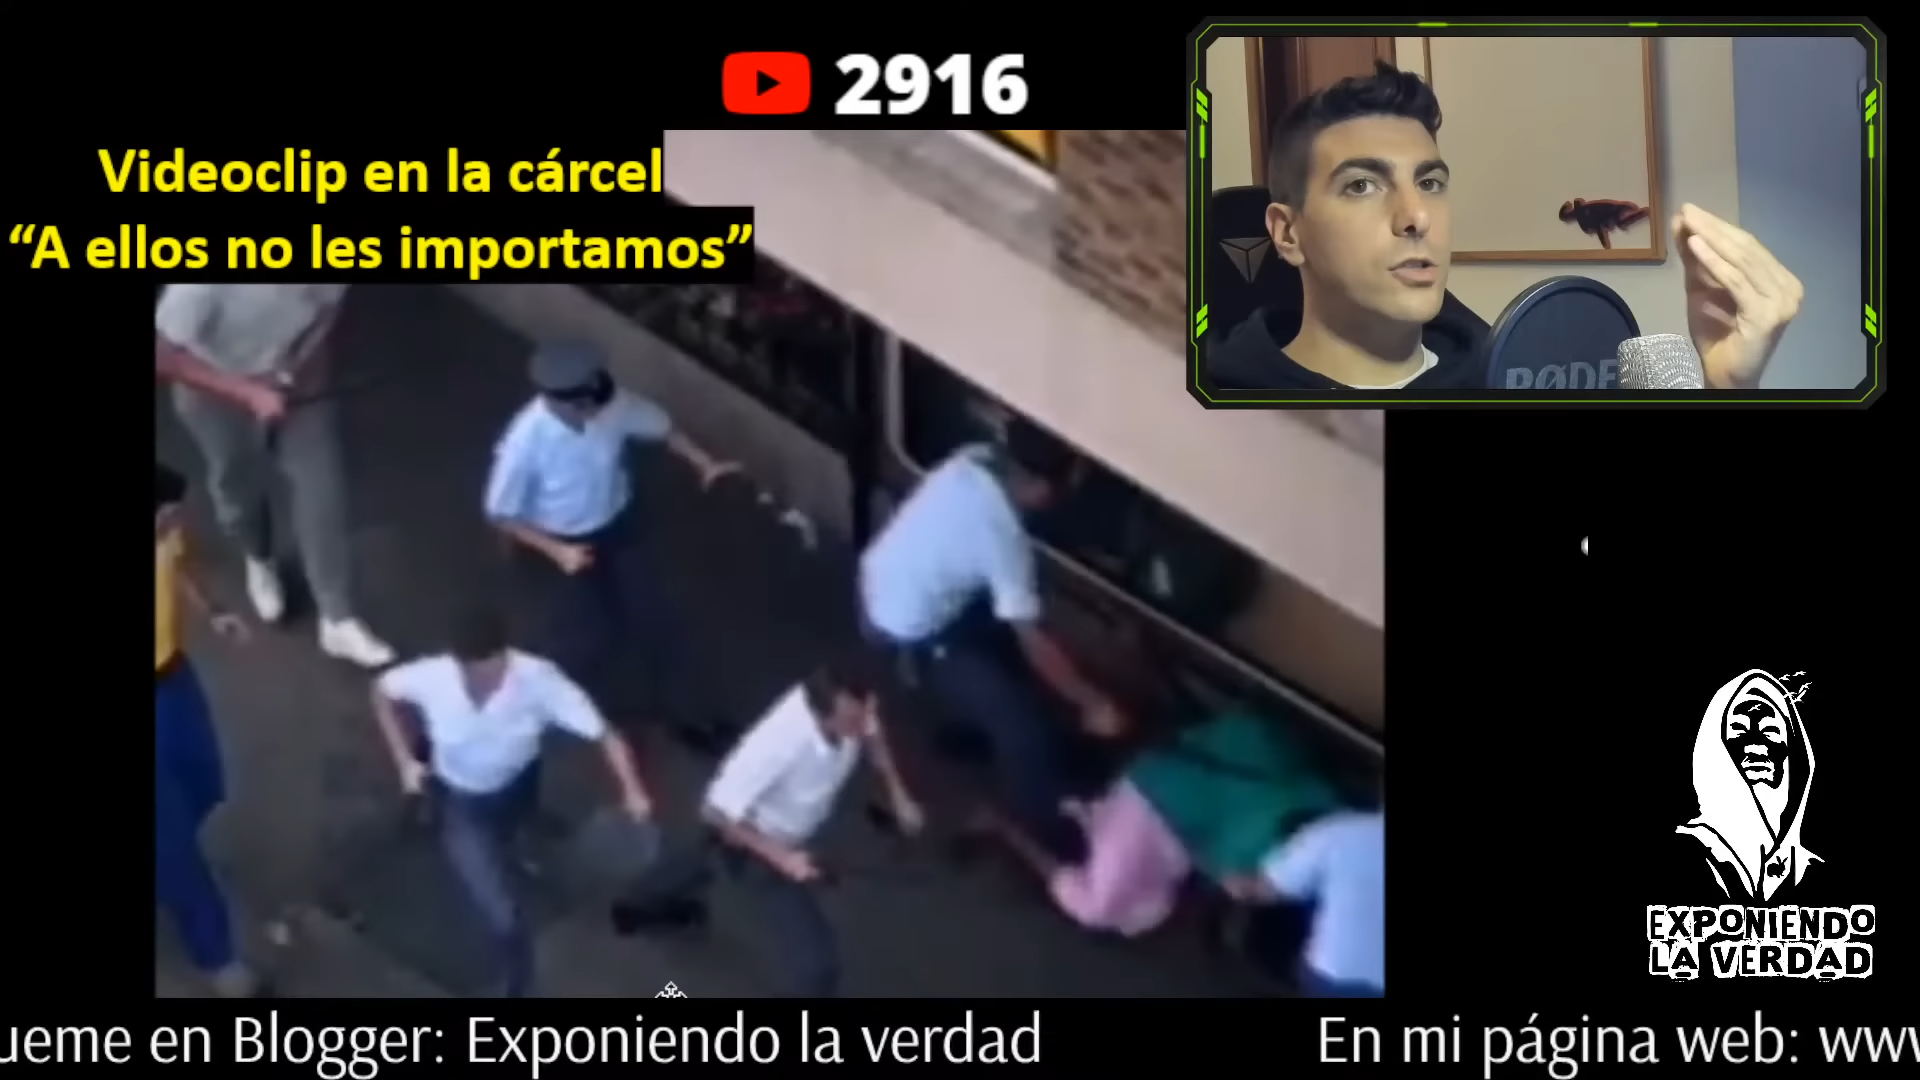 2916
Videoclip en la cárcel
“A ellos no les importamos”
RØDE
EXPONIENDO
LA VERDAD
ueme en Blogger: Exponiendo la verdad
En mi página web: www